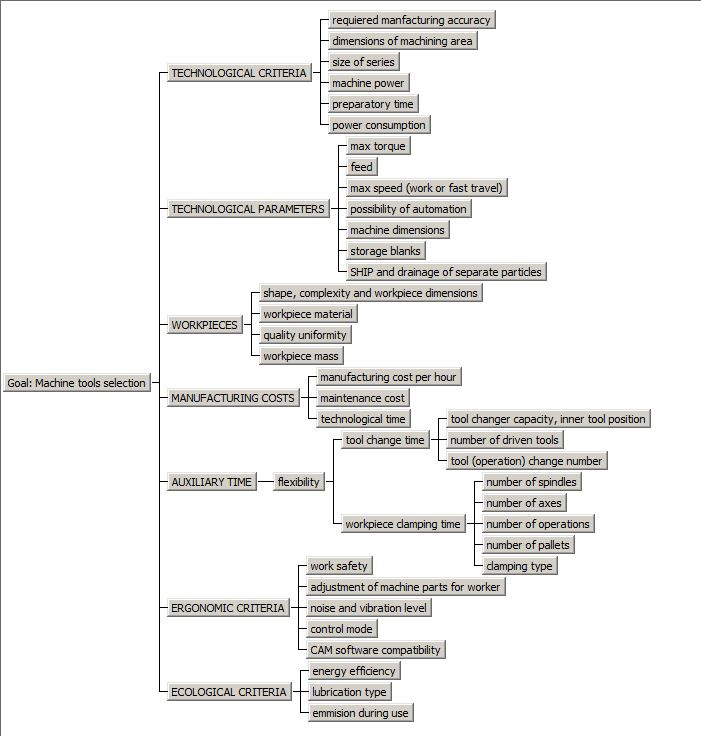 requiered manfacturing accuracy
dimensions of machining area
size of series
TECHNOLOGICAL CRITERIA
machine power
preparatory time
power consumption
max torque
feed
max speed (work or fast travel)
TECHNOLOGICAL PARAMETERS
possibility of automation
machine dimensions
storage blanks
SHIP and drainage of separate particles
shape, complexity and workpiece dimensions
workpiece material
WORKPIECES
quality uniformity
workpiece mass
Goal: Machine tools selection
manufacturing cost per hour
MANUFACTURING COSTS
maintenance cost
technological time
tool changer capacity, inner tool position
tool change time
number of driven tools
tool (operation) change number
AUXILIARY TIME
flexibility
number of spindles
number of axes
workpiece clamping time
number of operations
number of pallets
clamping type
work safety
adjustment of machine parts for worker
ERGONOMIC CRITERIA
noise and vibration level
control mode
CAM software compatibility
energy efficiency
ECOLOGICAL CRITERIA
lubrication type
emmision during use